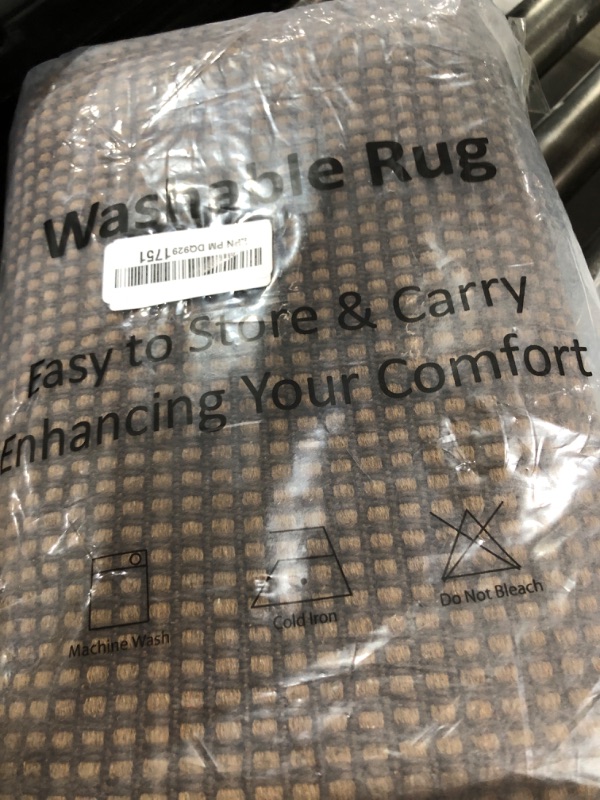 Washable Rug
LPN PM DQ929 1751
Easy to Store & Carry
Enhancing Your Comfort
Machine Wash
Cold Iron
Do Not Bleach